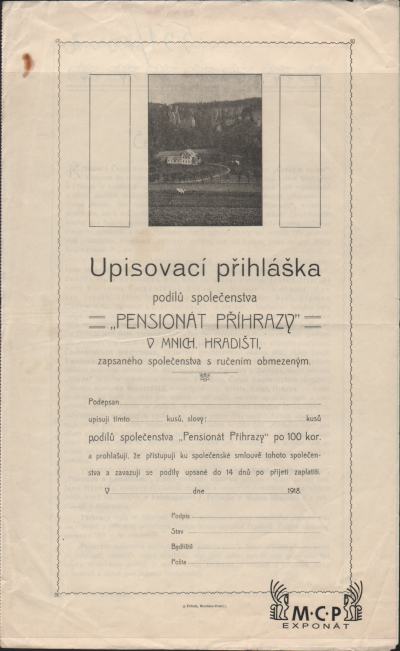 Upisovací přihláška
podílů společenstva
„PENSIONÁT PŘÍHRAZY"
V MNICH. HRADIŠTI,
zapsaného společenstva s ručením obmezeným.
Podepsan
upisuji tímto kusů, slovy: kusů
podílů společenstva „Pensionát Příhrazy" po 100 kor.
a prohlašuji, že přistupuji ku společenské smlouvě tohoto společen-
stva a zavazuji se podíly upsané do 14 dnů po přijetí zaplatiti.
V dne 1918.
Podpis
Stav
Bydliště
Pošta
M·C·P
EXPONÁT